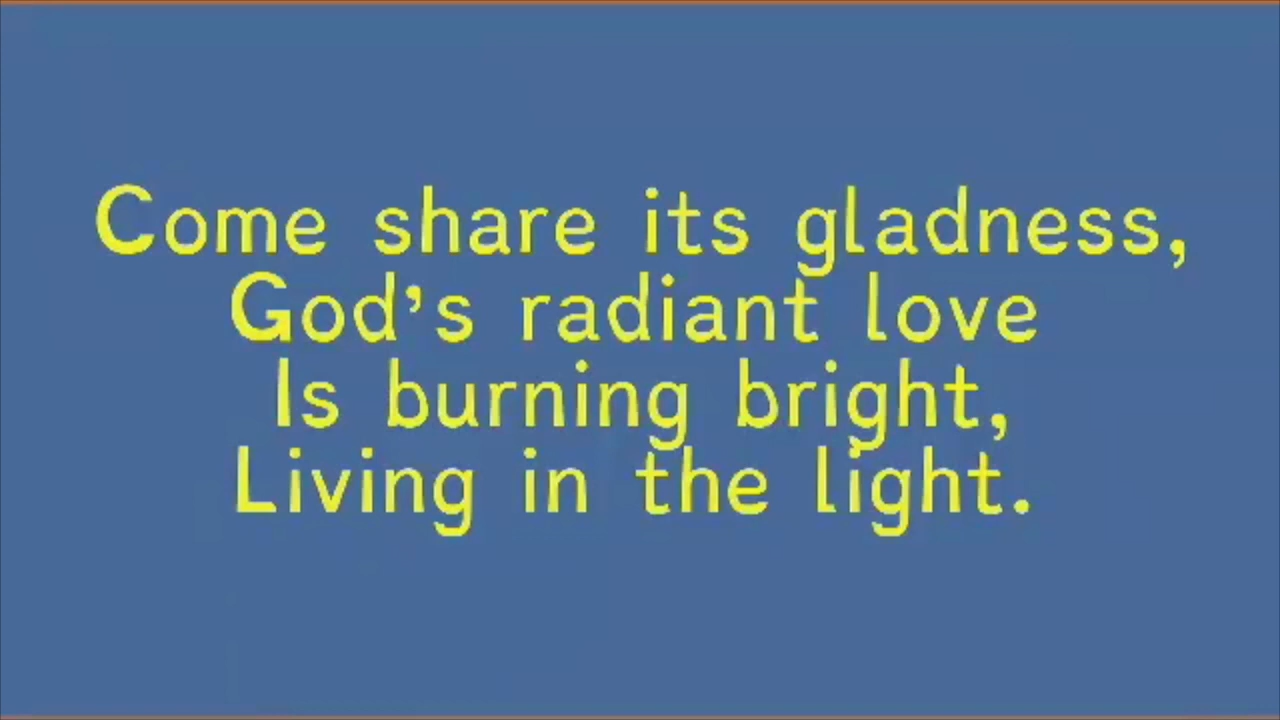 Come share its gladness,
God's radiant love
Is burning bright,
Living in the light.